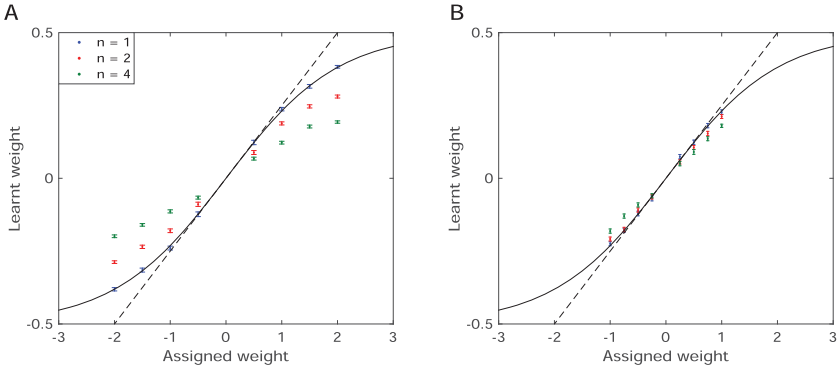 A
B
0.5
0
-0.5
n = 1
n = 2
n = 4
-3 -2 -1 0 1 2 3
Assigned weight
Learnt weight
0.5
0
-0.5
-3 -2 -1 0 1 2 3
Assigned weight
Learnt weight